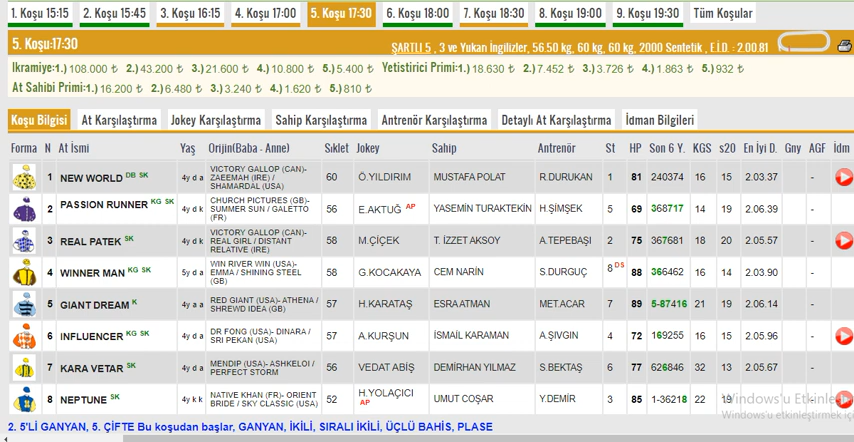 1. Koşu 15:15 2. Koşu 15:45 3. Koşu 16:15 4. Koşu 17:00 5. Koşu 17:30 6. Koşu 18:00 7. Koşu 18:30 8. Koşu 19:00 9. Koşu 19:30 Tüm Koşular
5. Koşu:17:30 ŞARTLI 5 , 3 ve Yukarı İngilizler, 56 50 kg, 60 kg, 60 kg, 2000 Sentetik , E.İ.D. : 2.00.81
Ikramiye:1.) 108.000 ₺ 2.) 43.200 ₺ 3.) 21.600 ₺ 4.) 10.800 ₺ 5.) 5.400 ₺ Yetistirici Primi:1.) 18.630 ₺ 2.) 7.452 ₺ 3.) 3.726 ₺ 4.) 1.863 ₺ 5.) 932 ₺
At Sahibi Primi:1.) 16.200 ₺ 2.) 6.480 ₺ 3.) 3.240 ₺ 4.) 1.620 ₺ 5.) 810 ₺
Koşu Bilgisi At Karşılaştırma Jokey Karşılaştırma Sahip Karşılaştırma Antrenör Karşılaştırma Detaylı At Karşılaştırma İdman Bilgileri
Forma N At İsmi Yaş Orijin(Baba - Anne) Sıklet Jokey Sahip Antrenör St HP Son 6 Y. KGS s20 En İyi D. Gny AGF İdm
1 NEW WORLD DB SK 4y d a VICTORY GALLOP (CAN)- ZAEEMAH (IRE) / SHAMARDAL (USA) 60 Ö.YILDIRIM MUSTAFA POLAT R.DURUKAN 1 81 240374 16 15 2.03.37 -
2 PASSION RUNNER KG SK 4y d k CHURCH PICTURES (GB)- SUMMER SUN / GALETTO (FR) 56 E.AKTUĞ AP YASEMİN TURAKTEKİN H.ŞİMŞEK 5 69 368717 14 19 2.06.39 -
3 REAL PATEK SK 4y d k VICTORY GALLOP (CAN)- REAL GIRL / DISTANT RELATIVE (IRE) 58 M.ÇİÇEK T. İZZET AKSOY A.TEPEBAŞI 2 75 367681 18 20 2.05.57 -
4 WINNER MAN KG SK 5y d a WIN RIVER WIN (USA)- EMMA / SHINING STEEL (GB) 58 G.KOCAKAYA CEM NARİN S.DURGUÇ 8 DS 88 366462 16 14 2.03.90 -
5 GIANT DREAM K 4y a a RED GIANT (USA)- ATHENA / SHREWD IDEA (GB) 57 H.KARATAŞ ESRA ATMAN MET.ACAR 7 89 5-87416 21 19 2.06.14 -
6 INFLUENCER KG SK 4y d a DR FONG (USA)- DINARA / SRI PEKAN (USA) 57 A.KURŞUN İSMAİL KARAMAN A.ŞIVGIN 4 72 169255 16 15 2.05.96 -
7 KARA VETAR SK 4y d a MENDIP (USA)- ASHKELOI / PERFECT STORM 56 VEDAT ABİŞ DEMİRHAN YILMAZ S.BEKTAŞ 6 77 626846 32 13 2.05.67 -
8 NEPTUNE SK 4y k k NATIVE KHAN (FR)- ORIENT BRIDE / SKY CLASSIC (USA) 52 H.YOLAÇICI AP UMUT COŞAR Y.DEMİR 3 85 1-36218 22 19
Windows'u Etkinleştir
Windows'u etkinleştirmek için
2. 5'Lİ GANYAN, 5. ÇİFTE Bu koşudan başlar, GANYAN, İKİLİ, SIRALI İKİLİ, ÜÇLÜ BAHİS, PLASE